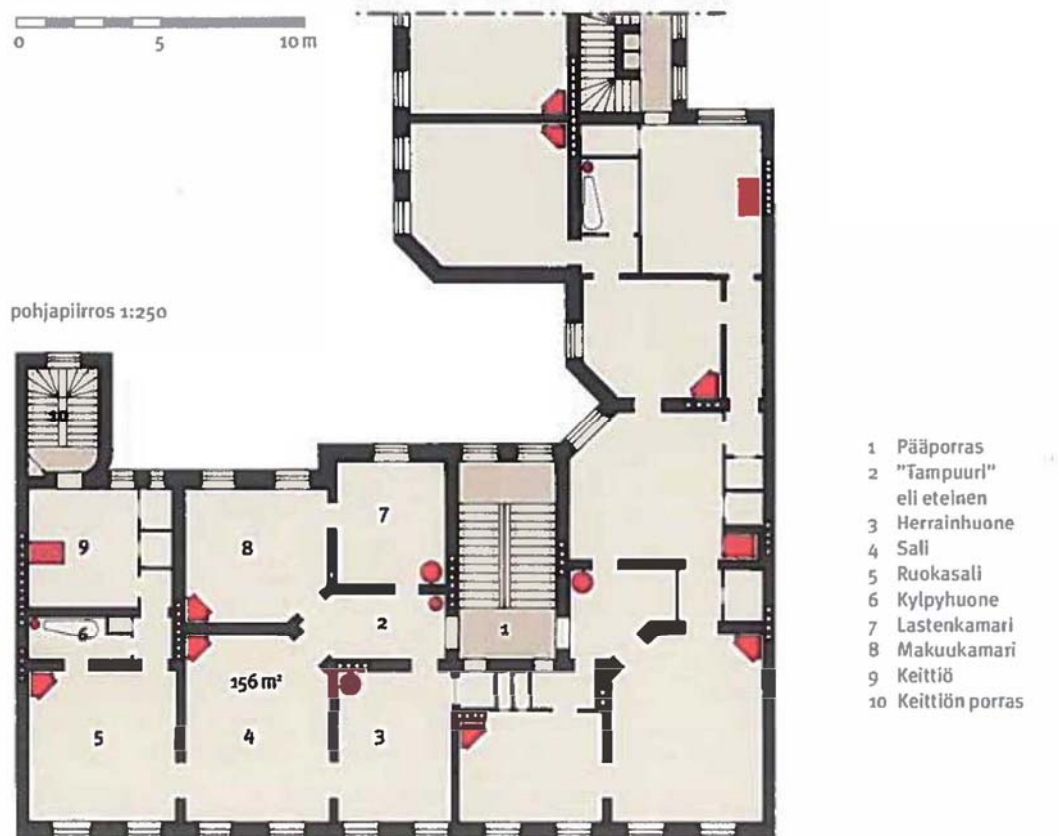 0 5 10 m
pohjapiirros 1:250
10
9
8
7
6
2
1
156 m²
5
4
3
1 Pääporras
2 "Tampuuri"
eli eteinen
3 Herrainhuone
4 Sali
5 Ruokasali
6 Kylpyhuone
7 Lastenkamari
8 Makuukamari
9 Keittiö
10 Keittiön porras